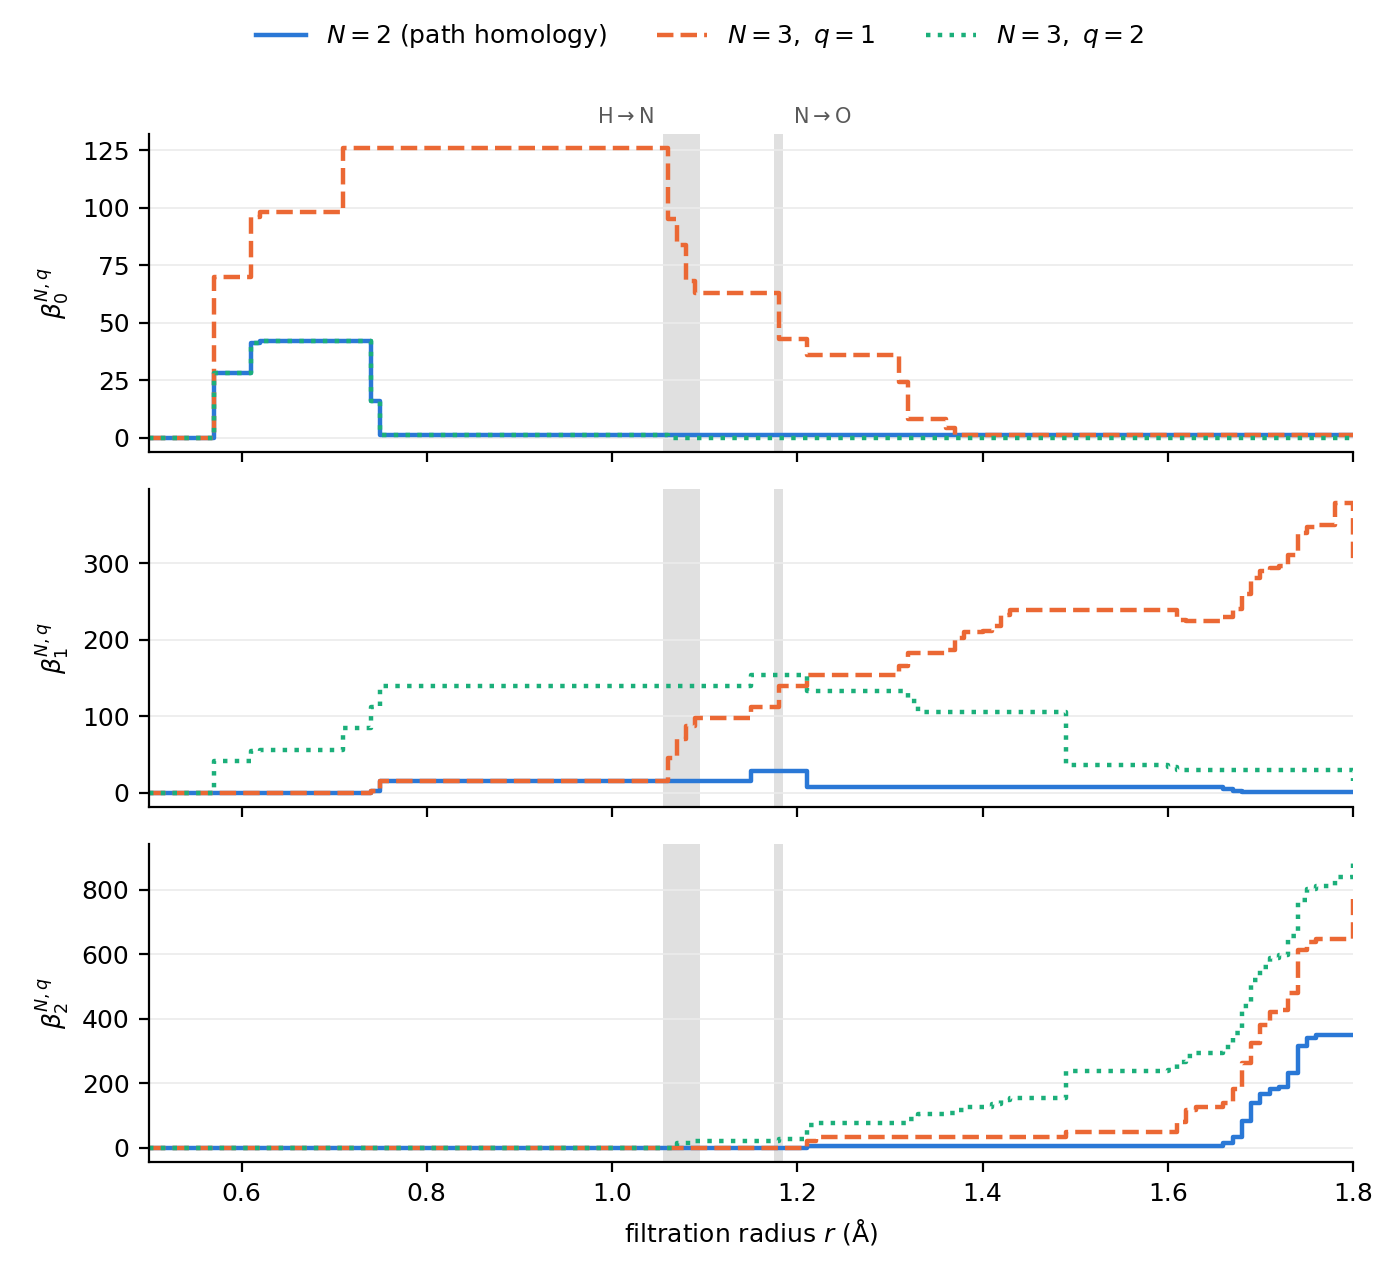 N = 2 (path homology) N = 3, q = 1 N = 3, q = 2
H→N N→O
125
100
75
50
25
0
β₀^{N,q}
300
200
100
0
β₁^{N,q}
800
600
400
200
0
β₂^{N,q}
0.6 0.8 1.0 1.2 1.4 1.6 1.8
filtration radius r (Å)